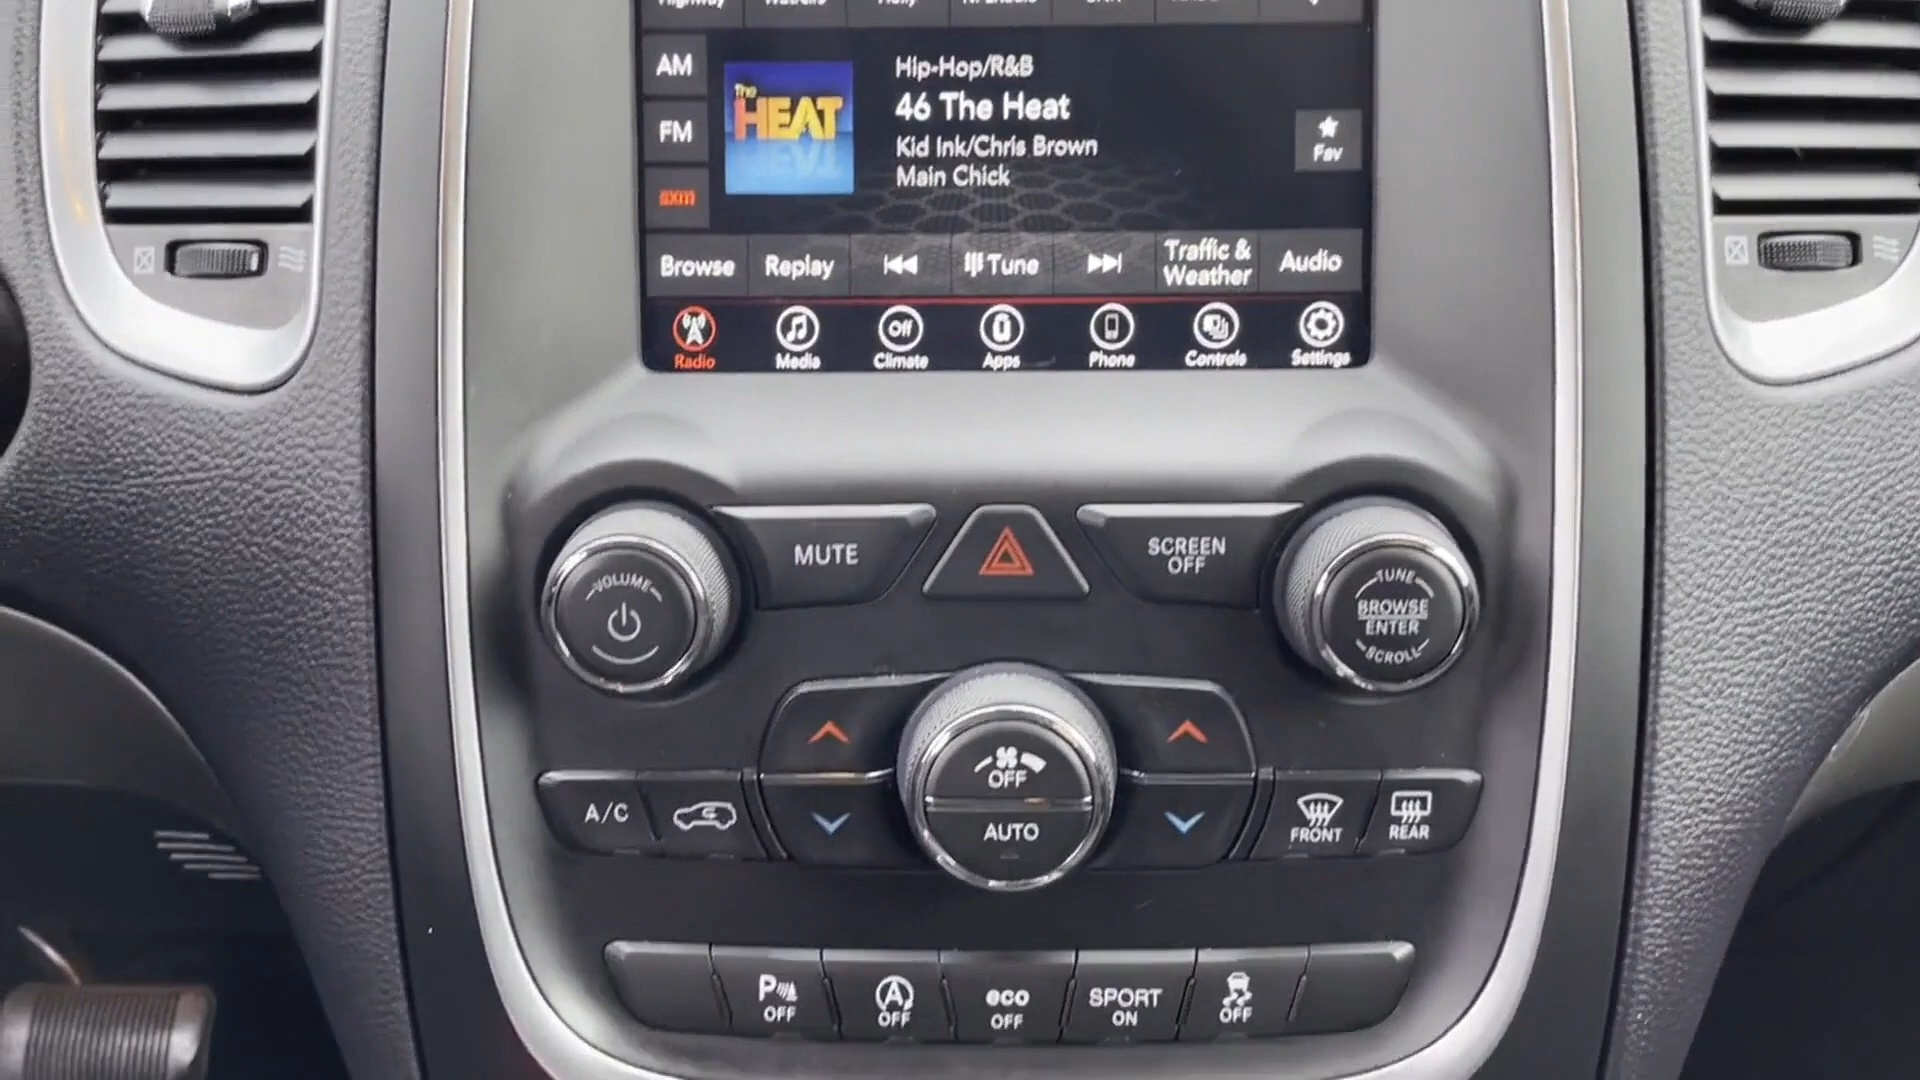 AM
Hip-Hop/R&B
46 The Heat
The
HEAT
FM
Kid Ink/Chris Brown
Main Chick
Fav
sxm
Browse
Replay
Tune
Traffic &
Weather
Audio
Off
Radio
Media
Climate
Apps
Phone
Controls
Settings
MUTE
SCREEN
OFF
VOLUME
TUNE
BROWSE
ENTER
SCROLL
OFF
AUTO
A/C
FRONT
REAR
P
OFF
A
OFF
eco
OFF
SPORT
ON
OFF